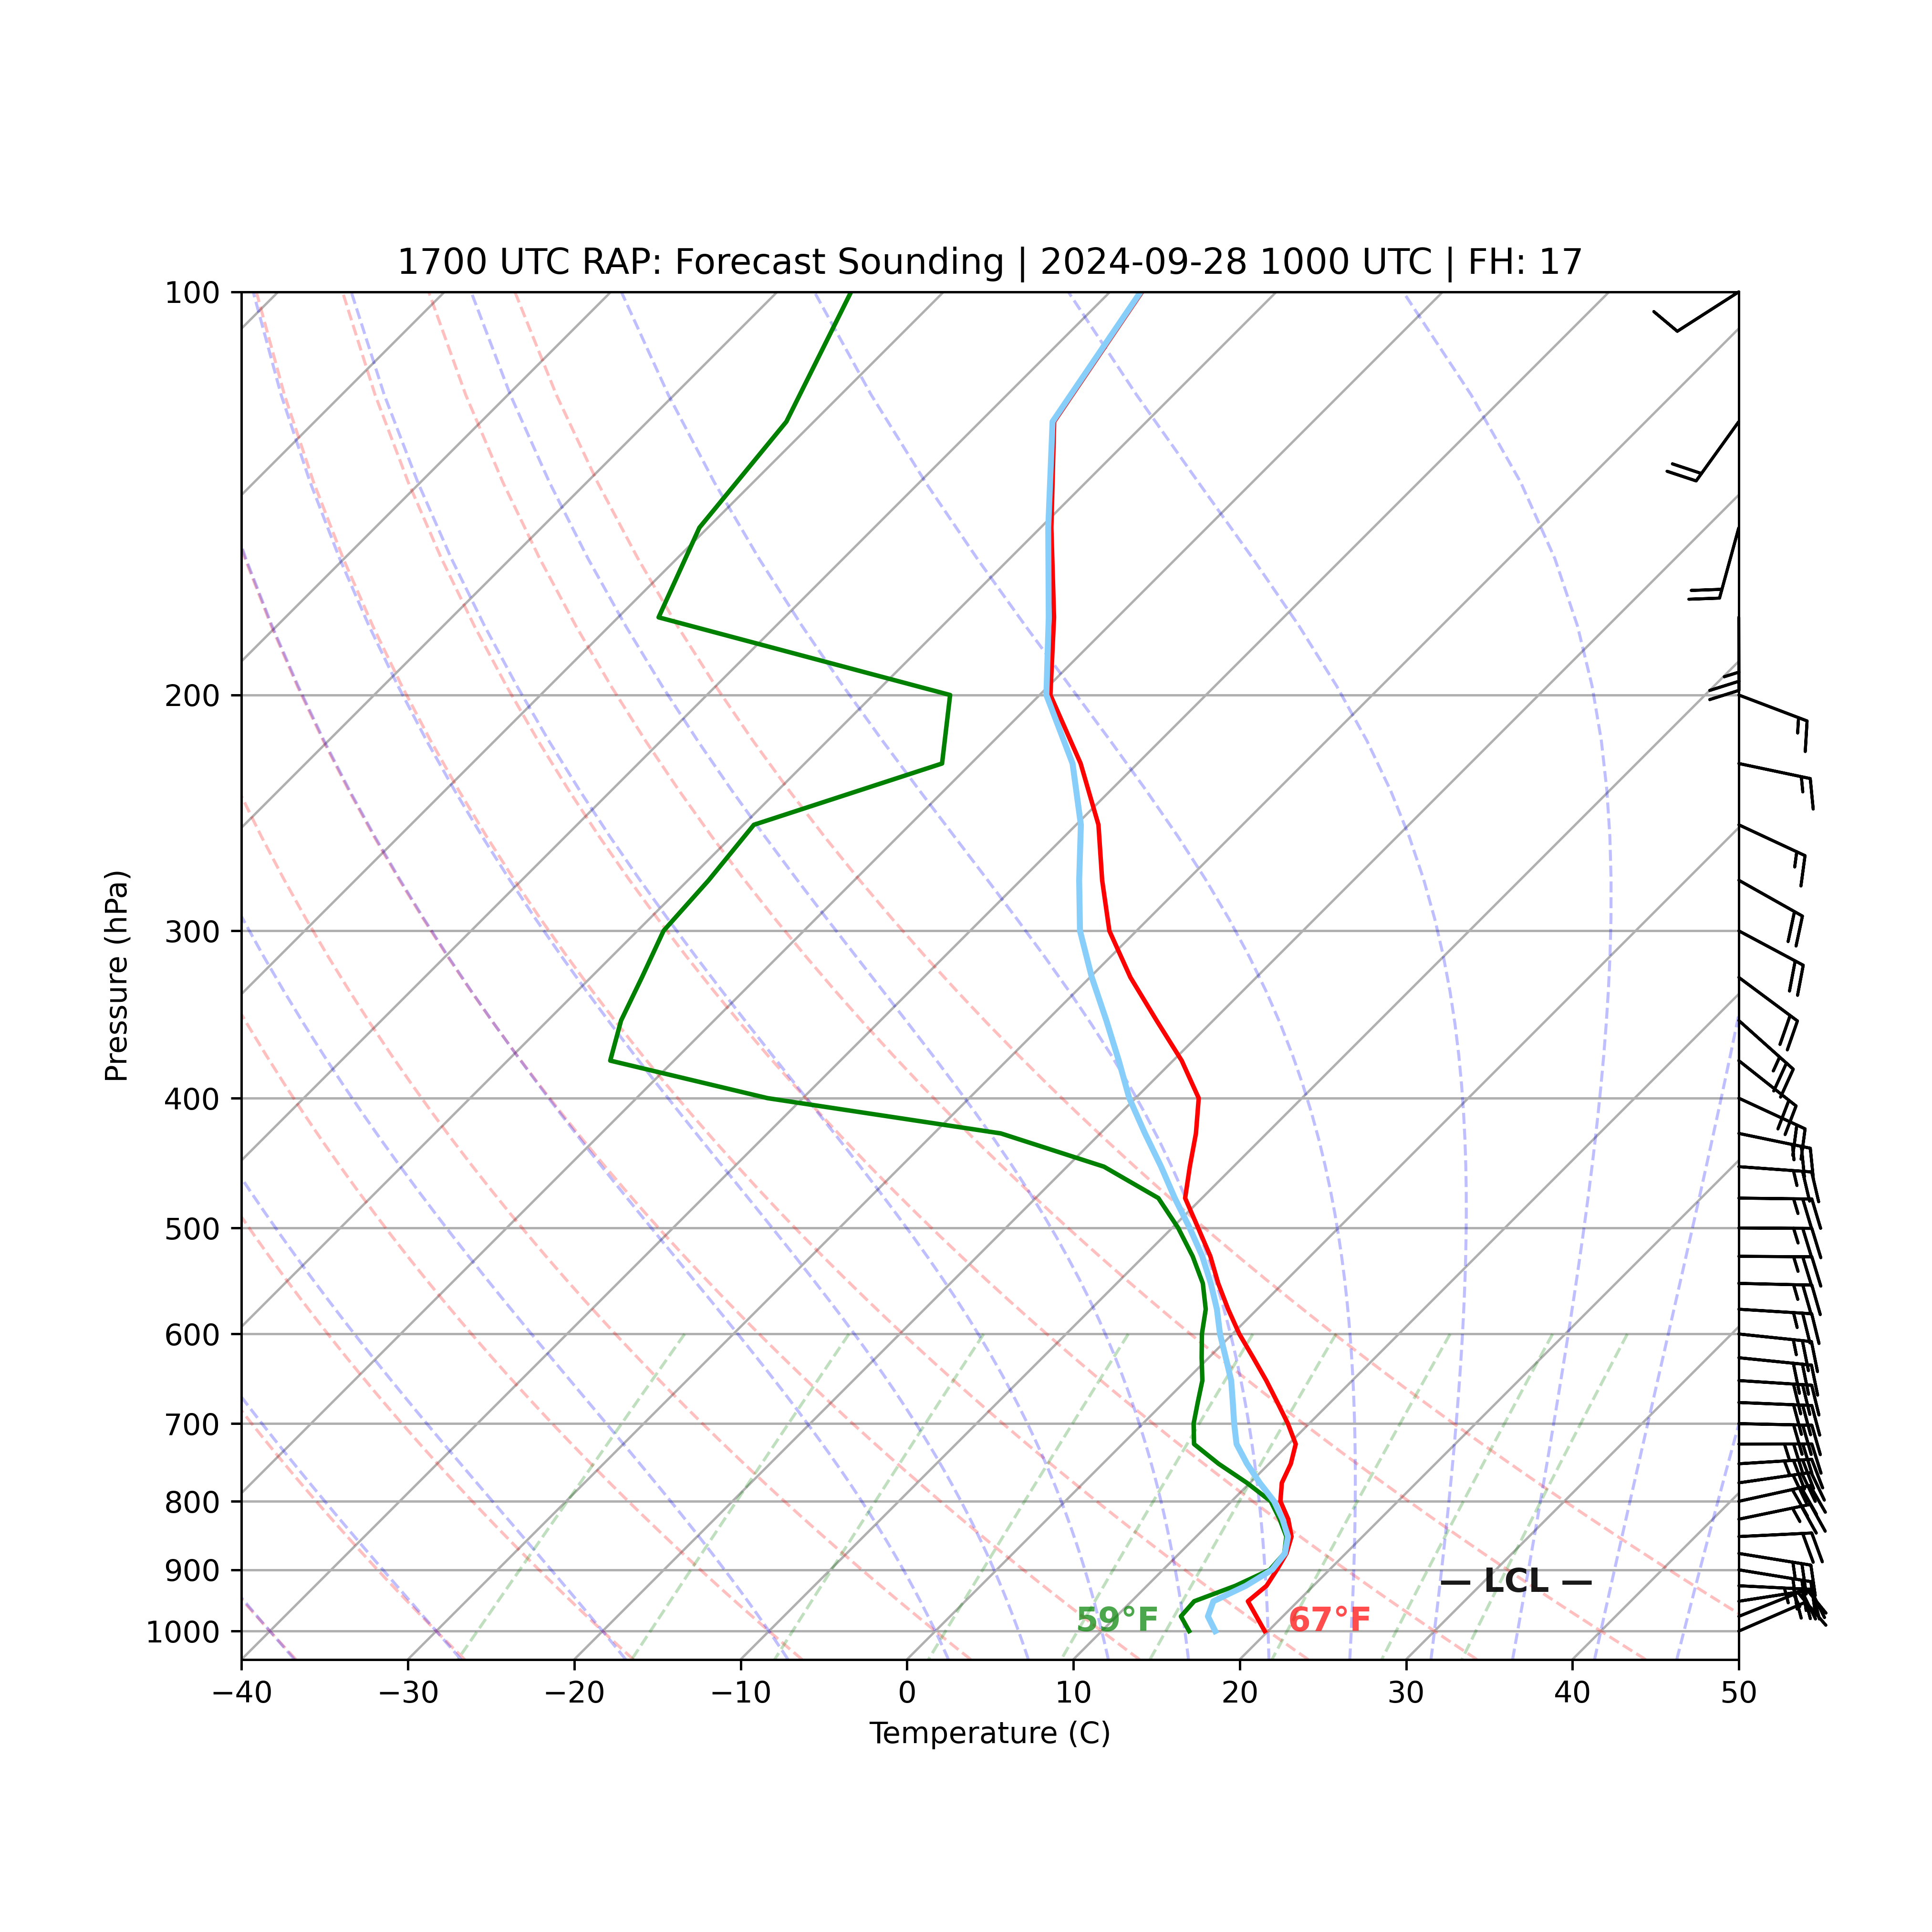 1700 UTC RAP: Forecast Sounding | 2024-09-28 1000 UTC | FH: 17
100
200
300
400
500
600
700
800
900
1000
Pressure (hPa)
— LCL —
59°F
67°F
−40 −30 −20 −10 0 10 20 30 40 50
Temperature (C)